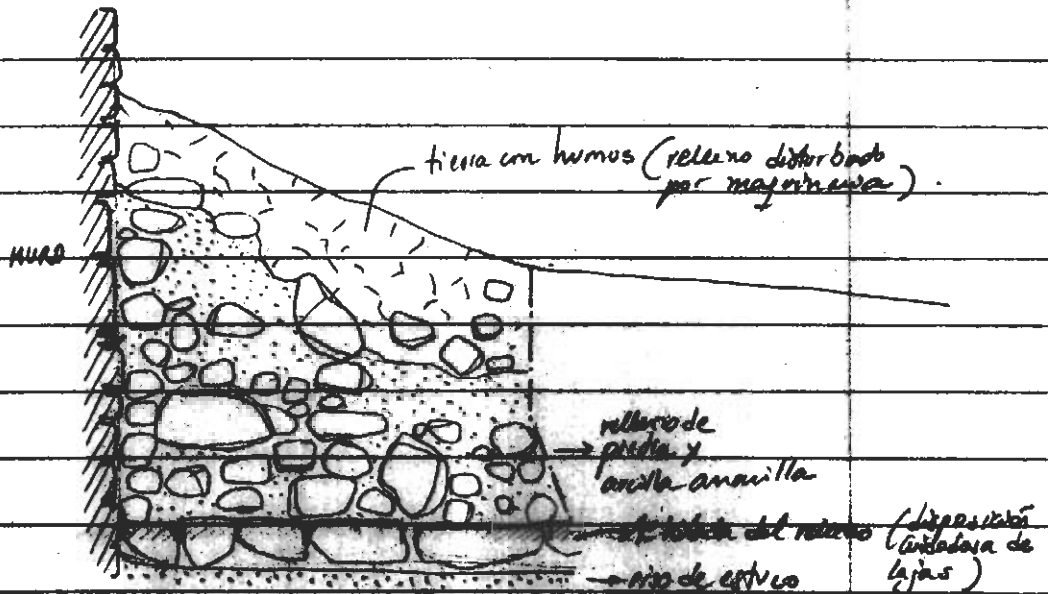 tierra con humus (relleno disturbado
por maquinaria).
MURO
relleno de
piedra y
arcilla amarilla
del relleno (disposición
cuidadosa de
lajas)
piso de estuco